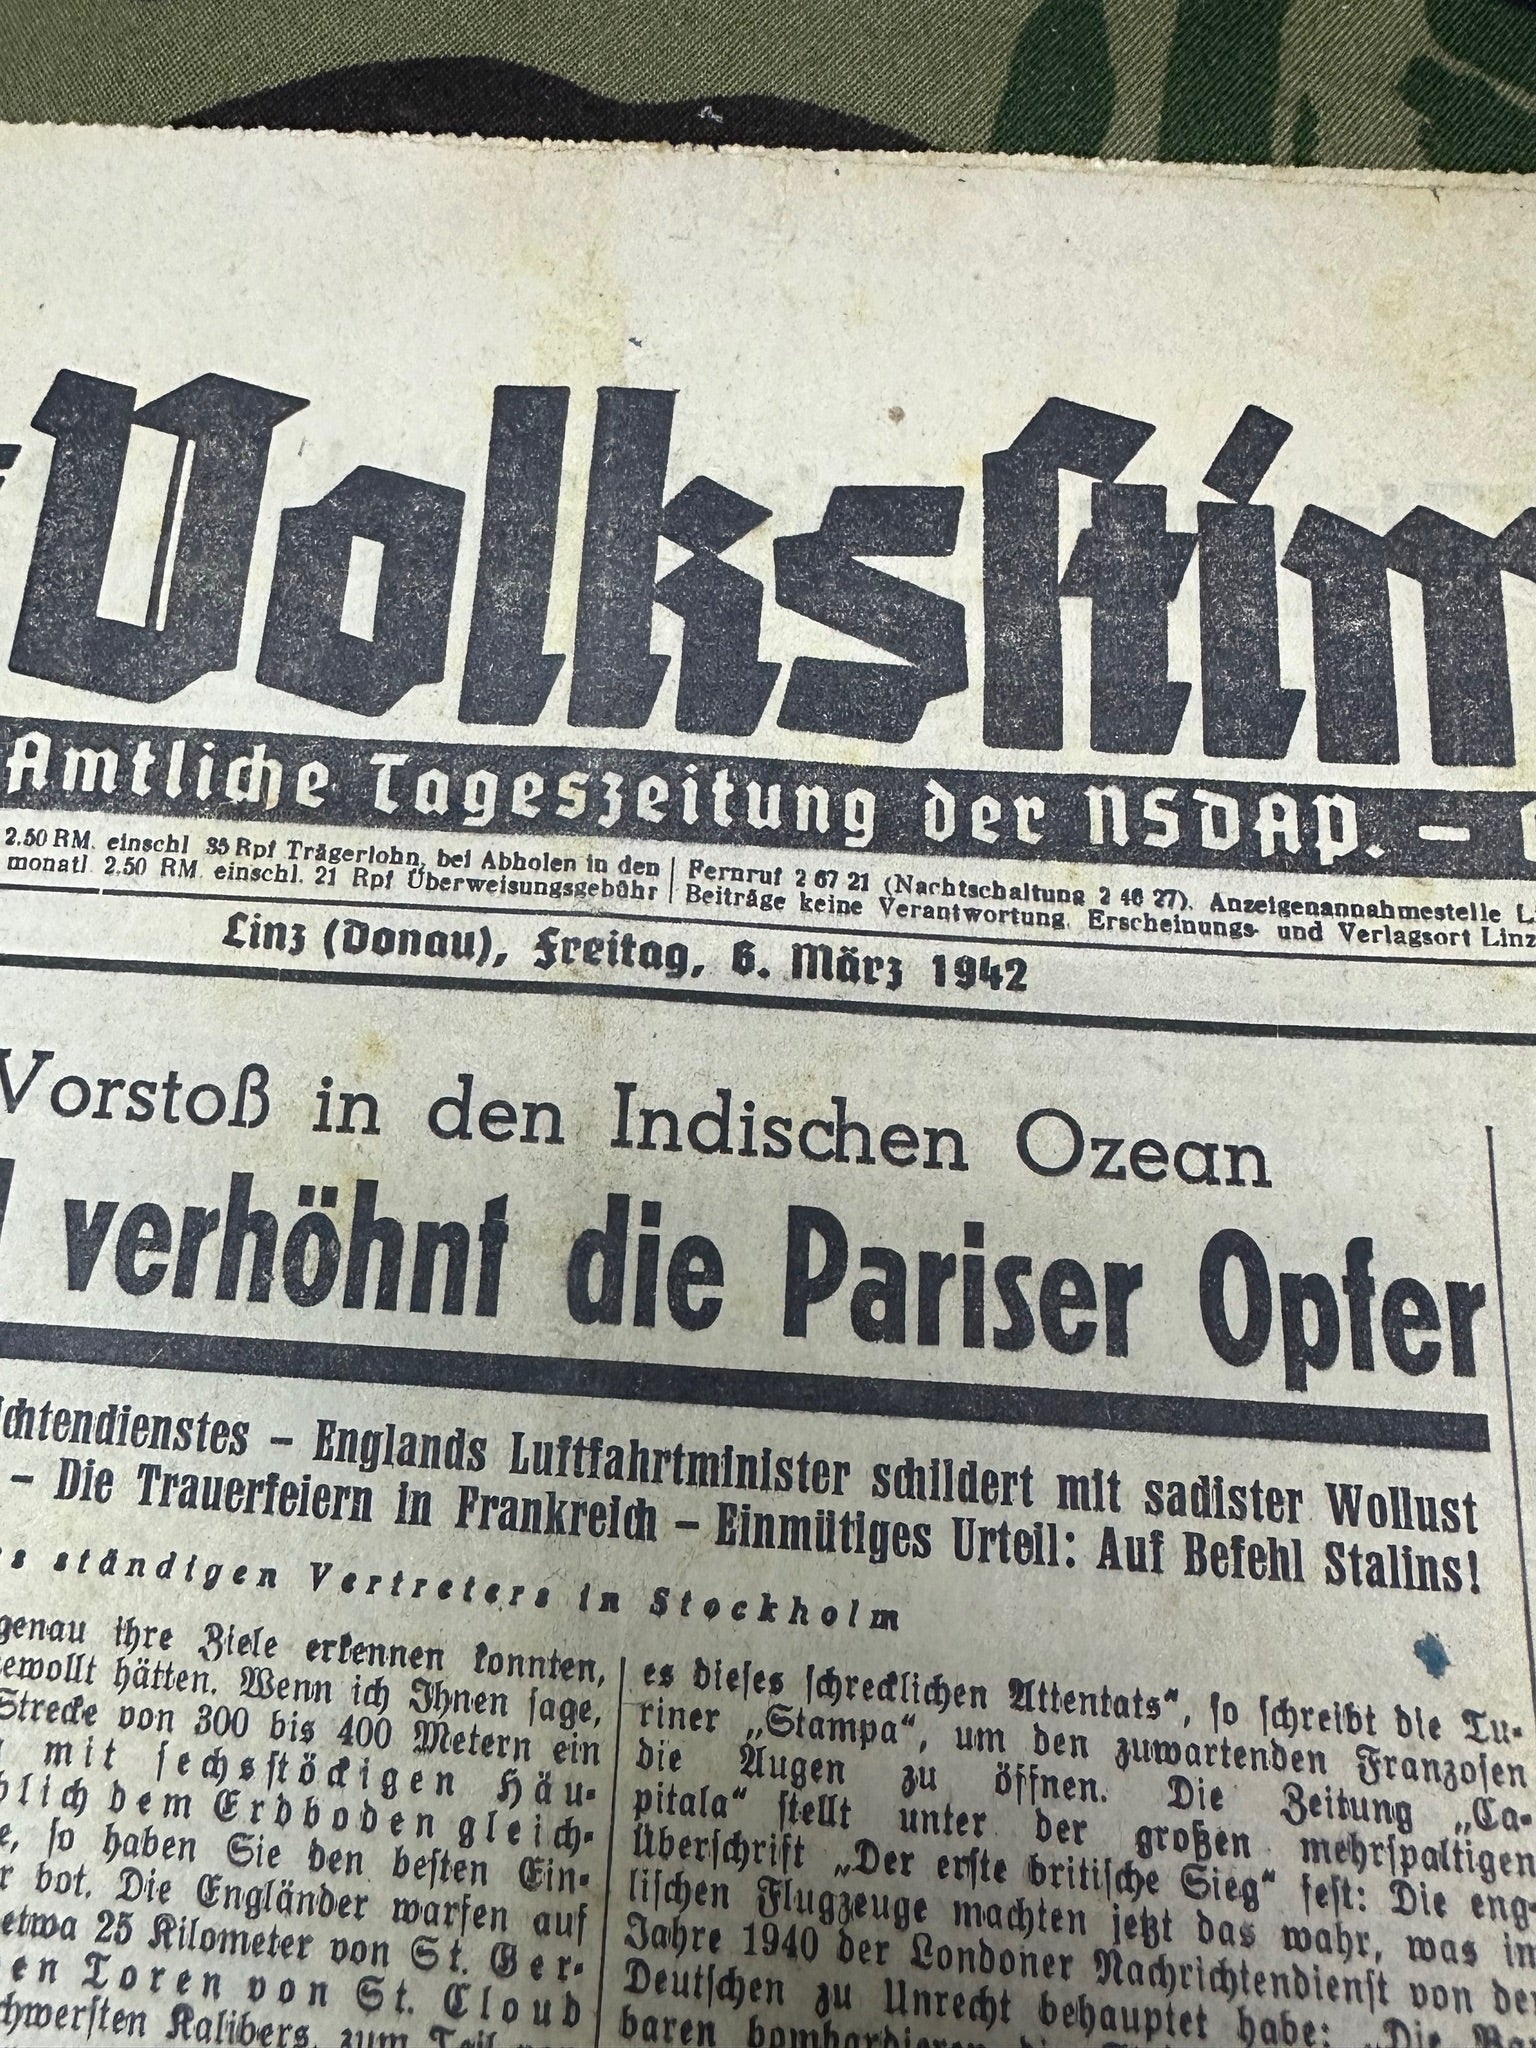 Volksstim
Amtliche Tageszeitung der NSDAP. –
2.50 RM. einschl 35 Rpf Trägerlohn, bei Abholen in den
monatl 2.50 RM einschl. 21 Rpf Überweisungsgebühr
Fernruf 2 67 21 (Nachtschaltung 2 46 27). Anzeigenannahmestelle L
Beiträge keine Verantwortung. Erscheinungs- und Verlagsort Linz
Linz (Donau), Freitag, 6. März 1942
Vorstoß in den Indischen Ozean
verhöhnt die Pariser Opfer
chtendienstes – Englands Luftfahrtminister schildert mit sadister Wollust
– Die Trauerfeiern in Frankreich – Einmütiges Urteil: Auf Befehl Stalins!
ständigen Vertreters in Stockholm
genau ihre Ziele erkennen konnten,
ewollt hätten. Wenn ich Ihnen sage,
Strecke von 300 bis 400 Metern ein
mit sechsstöckigen Häu-
blich dem Erdboden gleich-
e, so haben Sie den besten Ein-
r bot. Die Engländer warfen auf
etwa 25 Kilometer von St. Ger-
en Toren von St. Cloud
chwersten Kalibers, zum Teil
es dieses schrecklichen Attentats“, so schreibt die Tu-
riner „Stampa“, um den zuwartenden Franzosen
die Augen zu öffnen. Die Zeitung „Ca-
pitala“ stellt unter der großen mehrspaltigen
Überschrift „Der erste britische Sieg“ fest: Die eng-
lischen Flugzeuge machten jetzt das wahr, was im
Jahre 1940 der Londoner Nachrichtendienst von den
Deutschen zu Unrecht behauptet habe: „Die
baren bombardieren